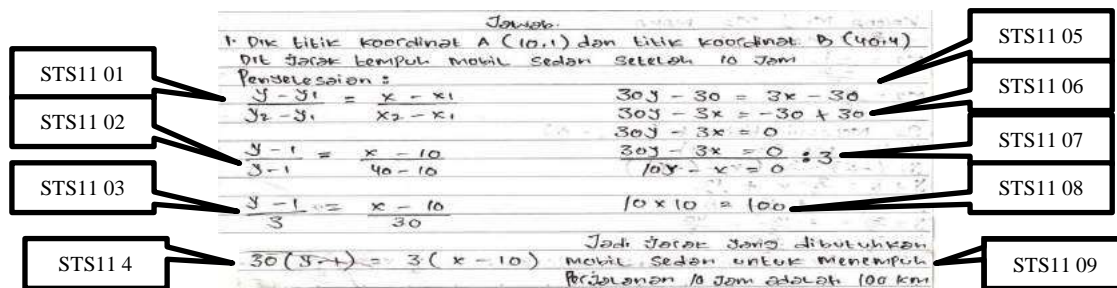 Jawab.
1. Dik titik koordinat A (10,1) dan titik koordinat B (40,4)
Dit Jarak tempuh mobil sedan setelah 10 Jam
Penyelesaian :
y - y1 / y2 - y1 = x - x1 / x2 - x1
y - 1 / y - 1 = x - 10 / 40 - 10
y - 1 / 3 = x - 10 / 30
30(y-1) = 3(x - 10)
30y - 30 = 3x - 30
30y - 3x = -30 + 30
30y - 3x = 0
30y - 3x = 0 : 3
10y - x = 0
10 x 10 = 100
Jadi Jarak yang dibutuhkan
mobil sedan untuk menempuh
Perjalanan 10 Jam adalah 100 km
STS11 01
STS11 02
STS11 03
STS11 4
STS11 05
STS11 06
STS11 07
STS11 08
STS11 09